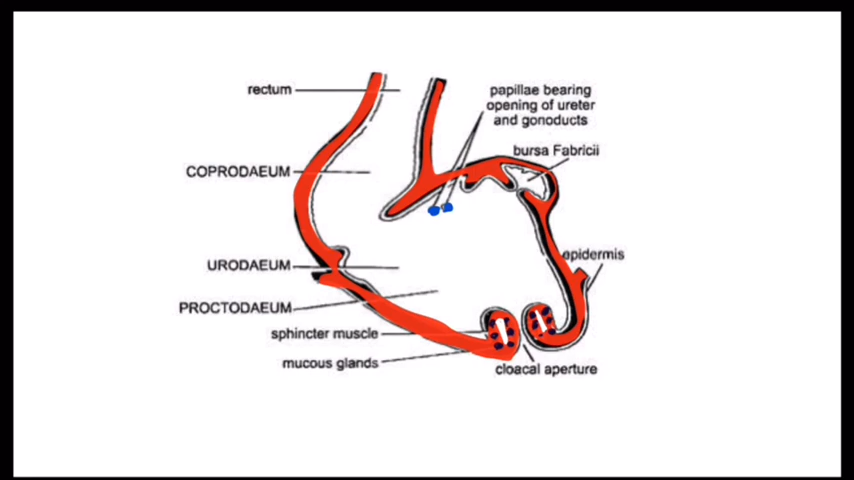 rectum
papillae bearing
opening of ureter
and gonoducts
bursa Fabricii
COPRODAEUM
epidermis
URODAEUM
PROCTODAEUM
sphincter muscle
mucous glands
cloacal aperture